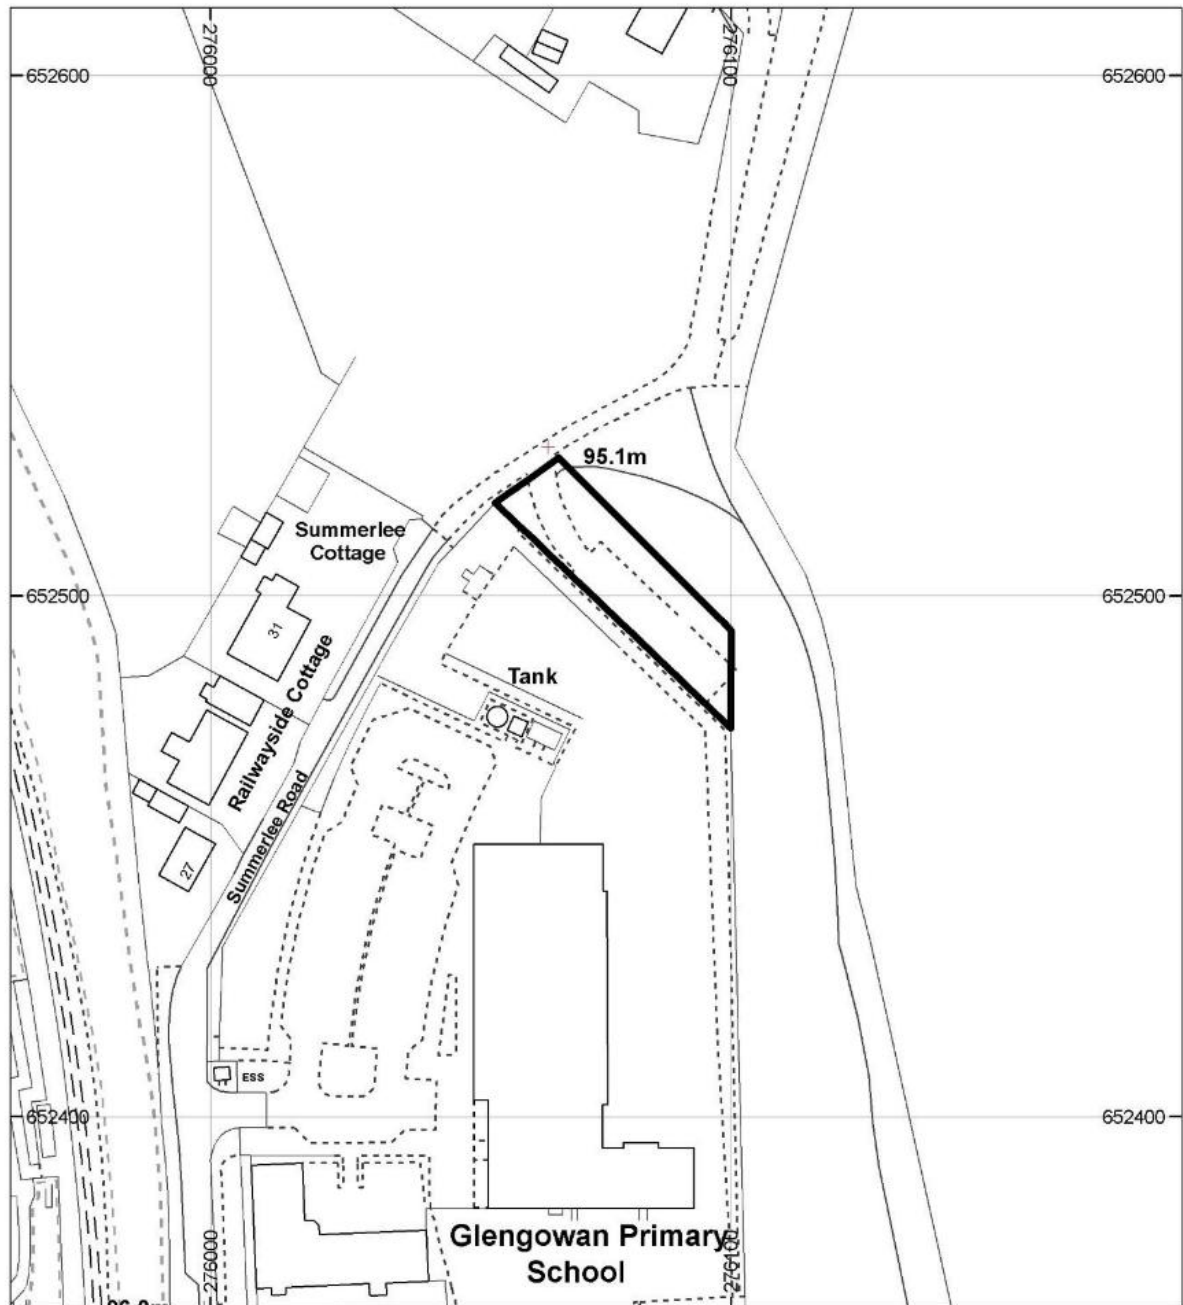 276000
276100
652600
652600
95.1m
Summerlee
Cottage
652500
652500
31
Railwayside Cottage
Tank
Summerlee Road
27
ESS
652400
652400
276000
276100
Glengowan Primary
School